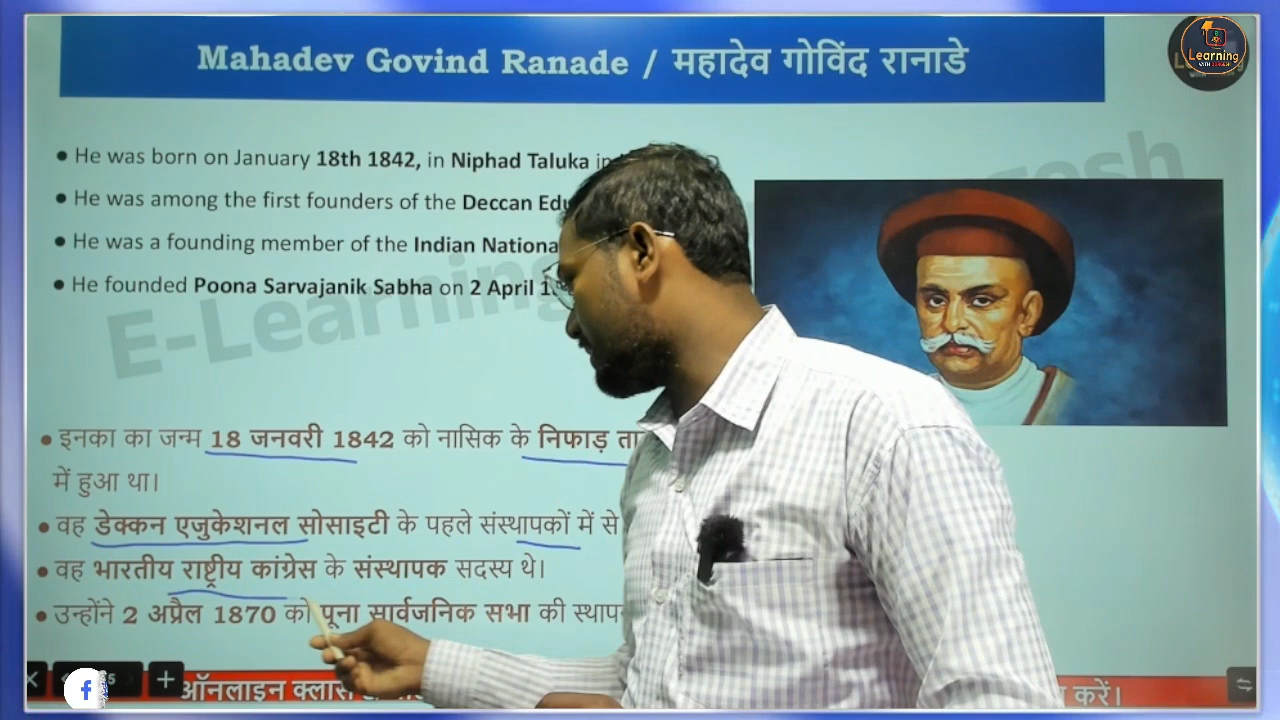 Mahadev Govind Ranade / महादेव गोविंद रानाडे
Learning
• He was born on January 18th 1842, in Niphad Taluka in
• He was among the first founders of the Deccan
• He was a founding member of the Indian
• He founded Poona Sarvajanik Sabha on 2 April
E-Learning
• इनका का जन्म 18 जनवरी 1842 को नासिक के निफाड़
में हुआ था।
• वह डेक्कन एजुकेशनल सोसाइटी के पहले संस्थापकों में से
• वह भारतीय राष्ट्रीय कांग्रेस के संस्थापक सदस्य थे।
• उन्होंने 2 अप्रैल 1870 को पूना सार्वजनिक सभा की
ऑनलाइन क्लास
करें।